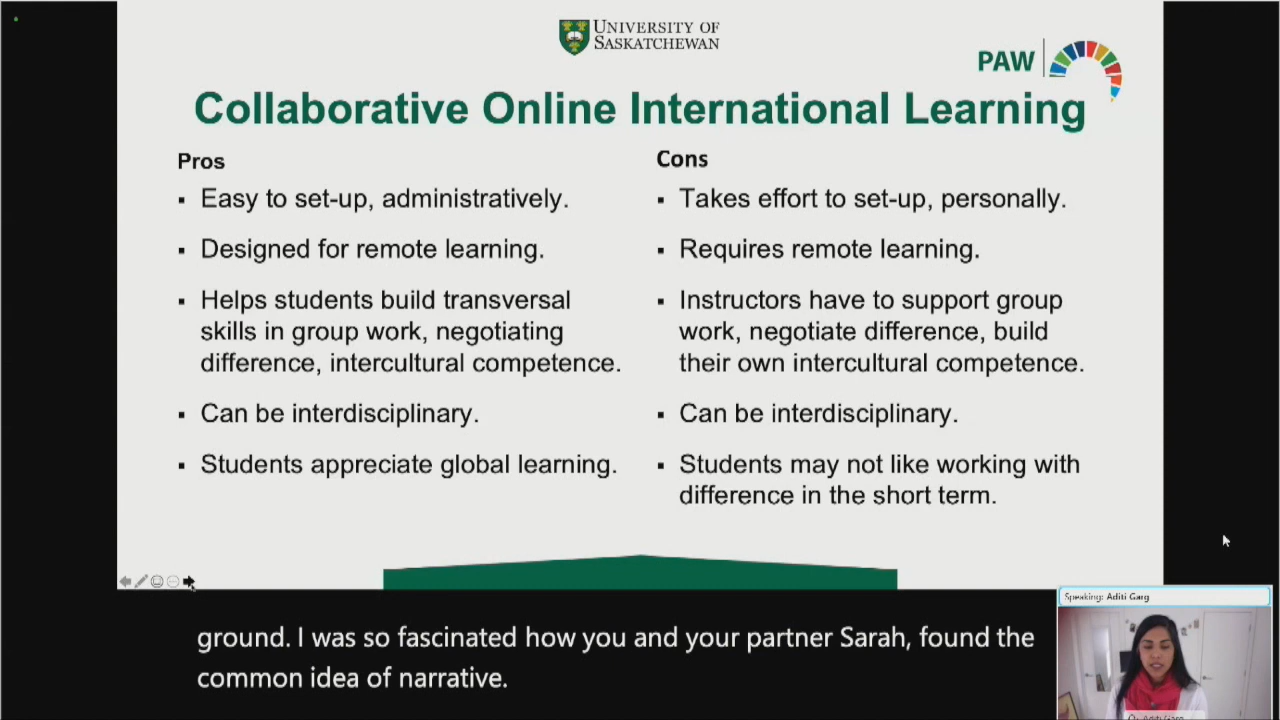 UNIVERSITY OF
SASKATCHEWAN
PAW
Collaborative Online International Learning
Pros
▪ Easy to set-up, administratively.
▪ Designed for remote learning.
▪ Helps students build transversal
skills in group work, negotiating
difference, intercultural competence.
▪ Can be interdisciplinary.
▪ Students appreciate global learning.
Cons
▪ Takes effort to set-up, personally.
▪ Requires remote learning.
▪ Instructors have to support group
work, negotiate difference, build
their own intercultural competence.
▪ Can be interdisciplinary.
▪ Students may not like working with
difference in the short term.
ground. I was so fascinated how you and your partner Sarah, found the
common idea of narrative.
Speaking: Aditi Garg
Aditi Garg